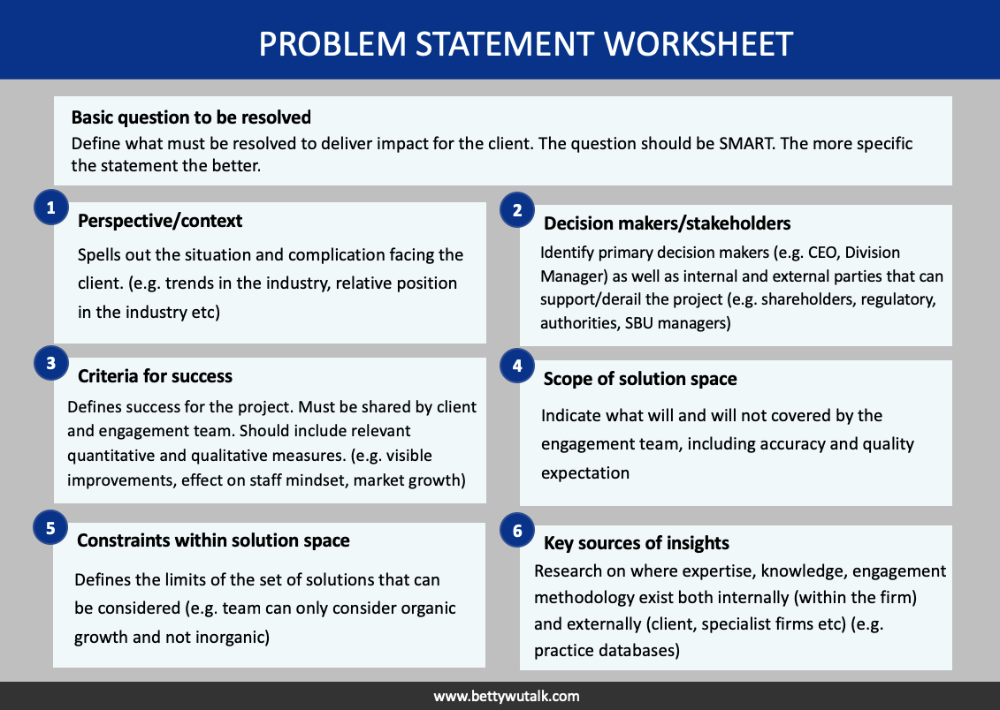 PROBLEM STATEMENT WORKSHEET
Basic question to be resolved
Define what must be resolved to deliver impact for the client. The question should be SMART. The more specific
the statement the better.
1
Perspective/context
Spells out the situation and complication facing the
client. (e.g. trends in the industry, relative position
in the industry etc)
2
Decision makers/stakeholders
Identify primary decision makers (e.g. CEO, Division
Manager) as well as internal and external parties that can
support/derail the project (e.g. shareholders, regulatory,
authorities, SBU managers)
3
Criteria for success
Defines success for the project. Must be shared by client
and engagement team. Should include relevant
quantitative and qualitative measures. (e.g. visible
improvements, effect on staff mindset, market growth)
4
Scope of solution space
Indicate what will and will not covered by the
engagement team, including accuracy and quality
expectation
5
Constraints within solution space
Defines the limits of the set of solutions that can
be considered (e.g. team can only consider organic
growth and not inorganic)
6
Key sources of insights
Research on where expertise, knowledge, engagement
methodology exist both internally (within the firm)
and externally (client, specialist firms etc) (e.g.
practice databases)
www.bettywutalk.com